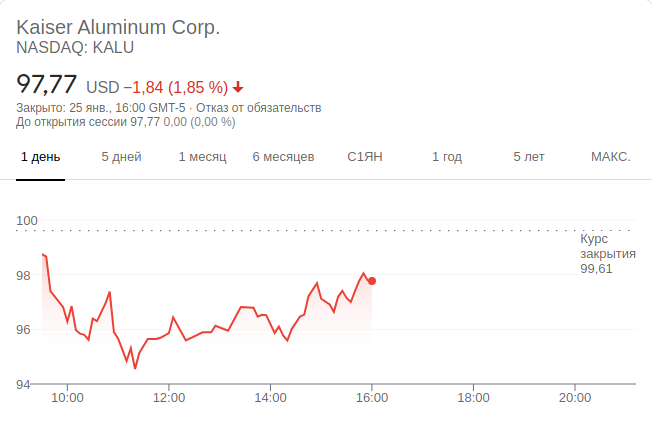 Kaiser Aluminum Corp.
NASDAQ: KALU
97,77 USD −1,84 (1,85 %)
Закрыто: 25 янв., 16:00 GMT-5 · Отказ от обязательств
До открытия сессии 97,77 0,00 (0,00 %)
1 день 5 дней 1 месяц 6 месяцев С1ЯН 1 год 5 лет МАКС.
100
Курс
закрытия
99,61
98
96
94
10:00 12:00 14:00 16:00 18:00 20:00